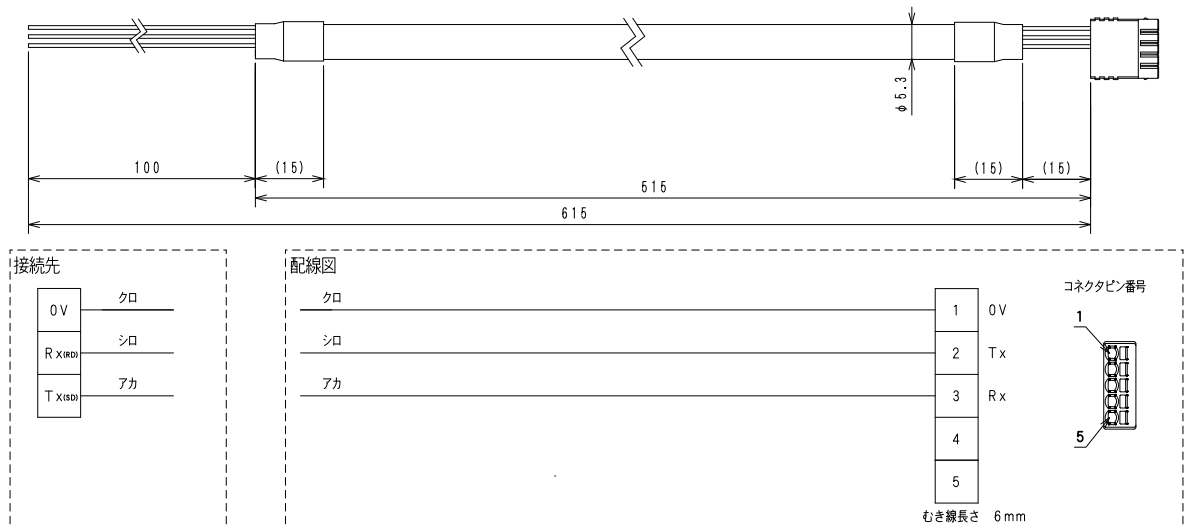 φ5.3
100
(15)
(15)
(15)
515
615
接続先
0V
クロ
RX(RD)
シロ
TX(SD)
アカ
配線図
クロ
1 0V
シロ
2 Tx
アカ
3 Rx
4
5
むき線長さ 6mm
コネクタピン番号
1
5